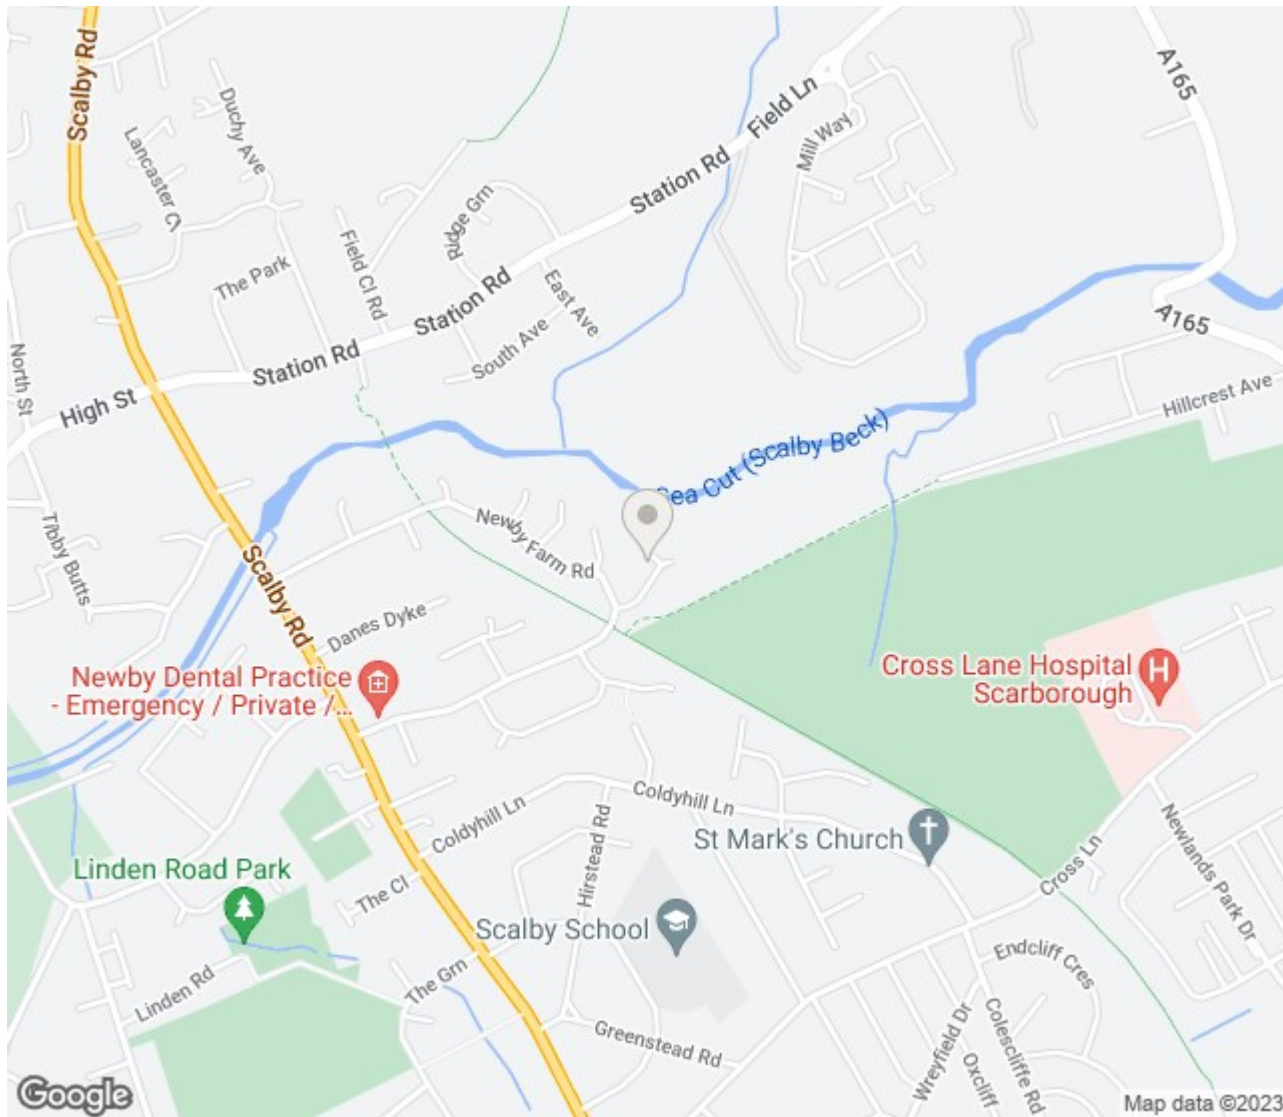 Scalby Rd
A165
Field Ln
Duchy Ave
Mill Way
Lancaster C
Station Rd
Ridge Grn
Field Cl Rd
The Park
Station Rd
East Ave
A165
South Ave
North St
Station Rd
High St
Hillcrest Ave
Sea Cut (Scalby Beck)
Newby Farm Rd
Tibby Butts
Scalby Rd
Danes Dyke
Newby Dental Practice
- Emergency / Private /...
Cross Lane Hospital
Scarborough
H
Coldyhill Ln
Coldyhill Ln
St Mark's Church
Newlands Park Dr
Cross Ln
Linden Road Park
The Cl
Hirstead Rd
Scalby School
Endcliff Cres
Linden Rd
The Grn
Greenstead Rd
Wreyfield Dr
Colescliffe Rd
Oxcliff
Google
Map data ©2023